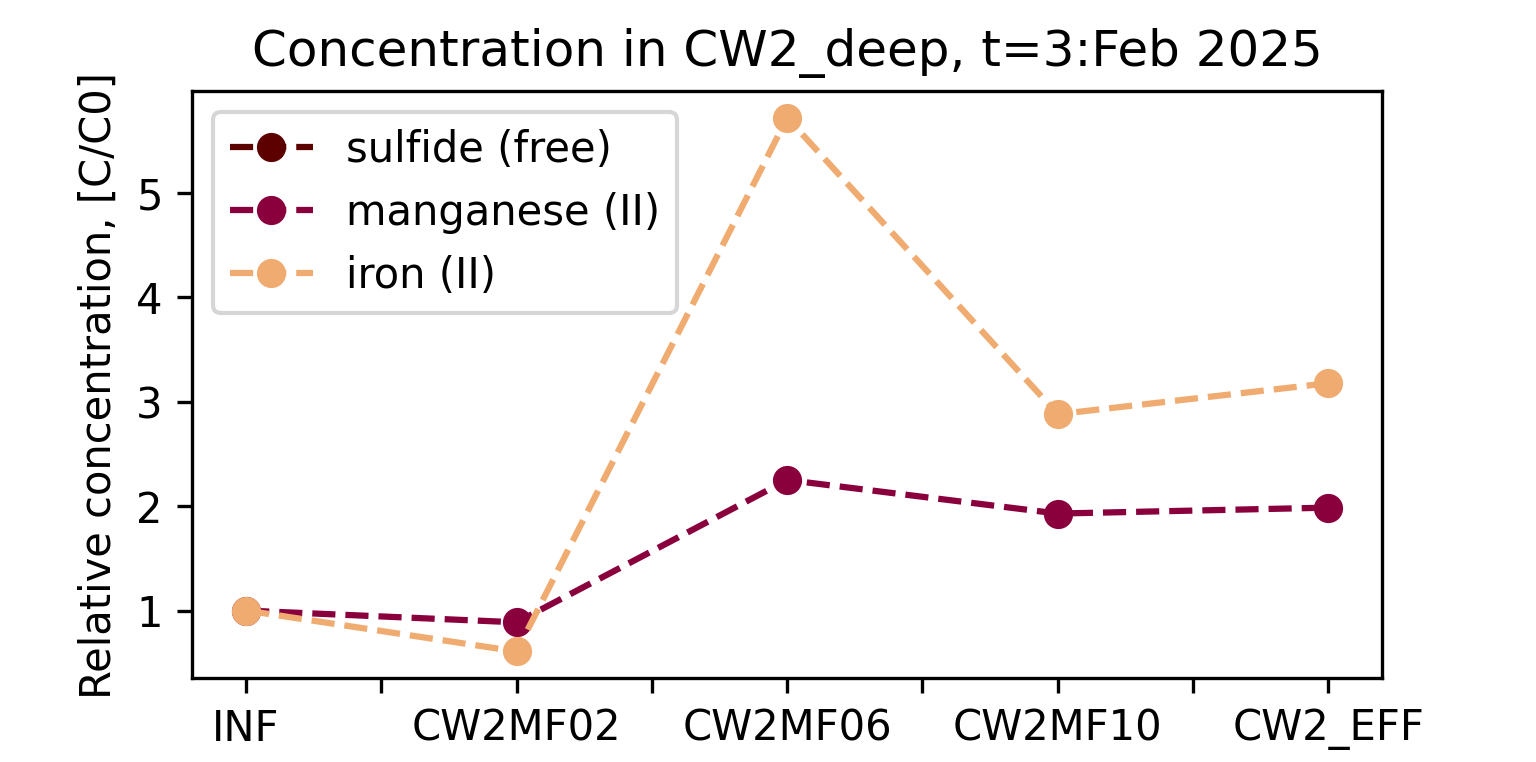 Concentration in CW2_deep, t=3:Feb 2025
Relative concentration, [C/C0]
sulfide (free)
manganese (II)
iron (II)
5
4
3
2
1
INF CW2MF02 CW2MF06 CW2MF10 CW2_EFF